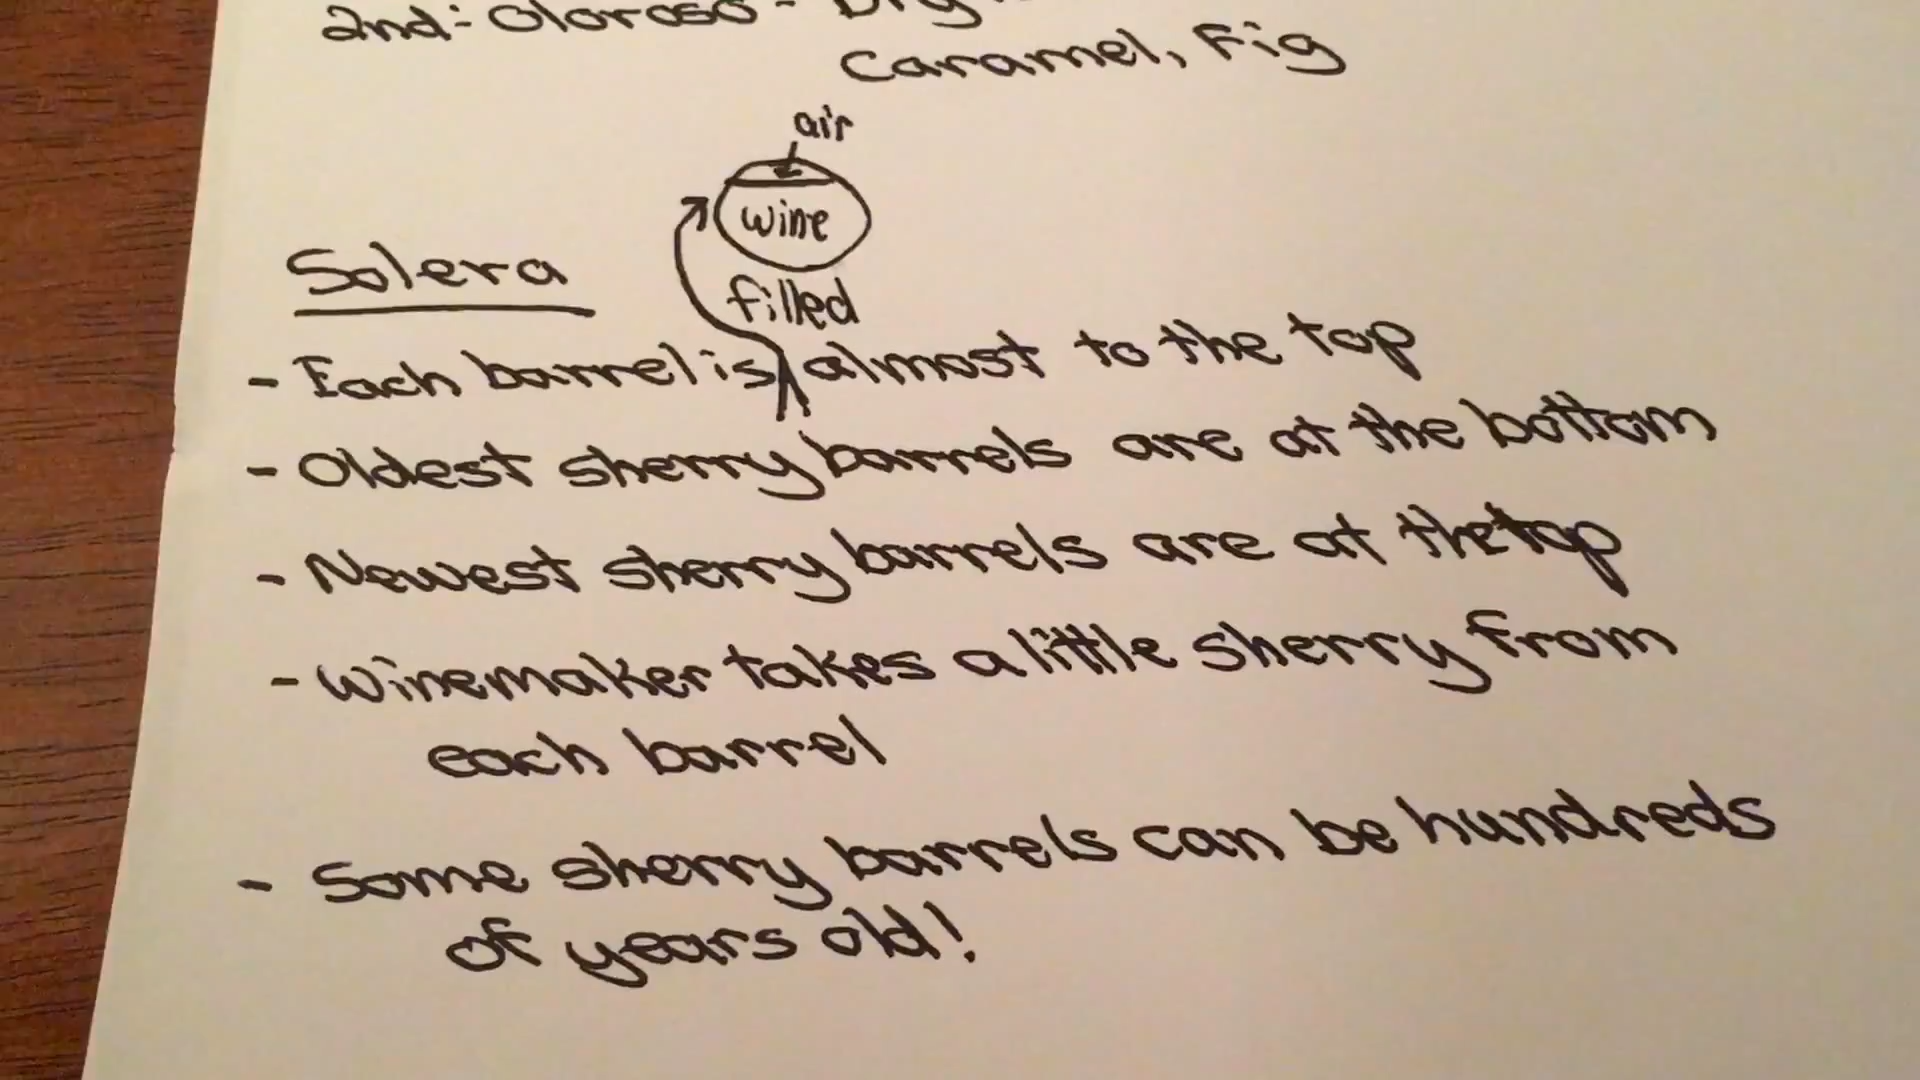 2nd: Oloroso - Dry
Caramel, Fig
air
wine
Solera
filled
- Each barrel is almost to the top
- Oldest sherry barrels are at the bottom
- Newest sherry barrels are at the top
- Winemaker takes a little sherry from
each barrel
- Some sherry barrels can be hundreds
of years old!